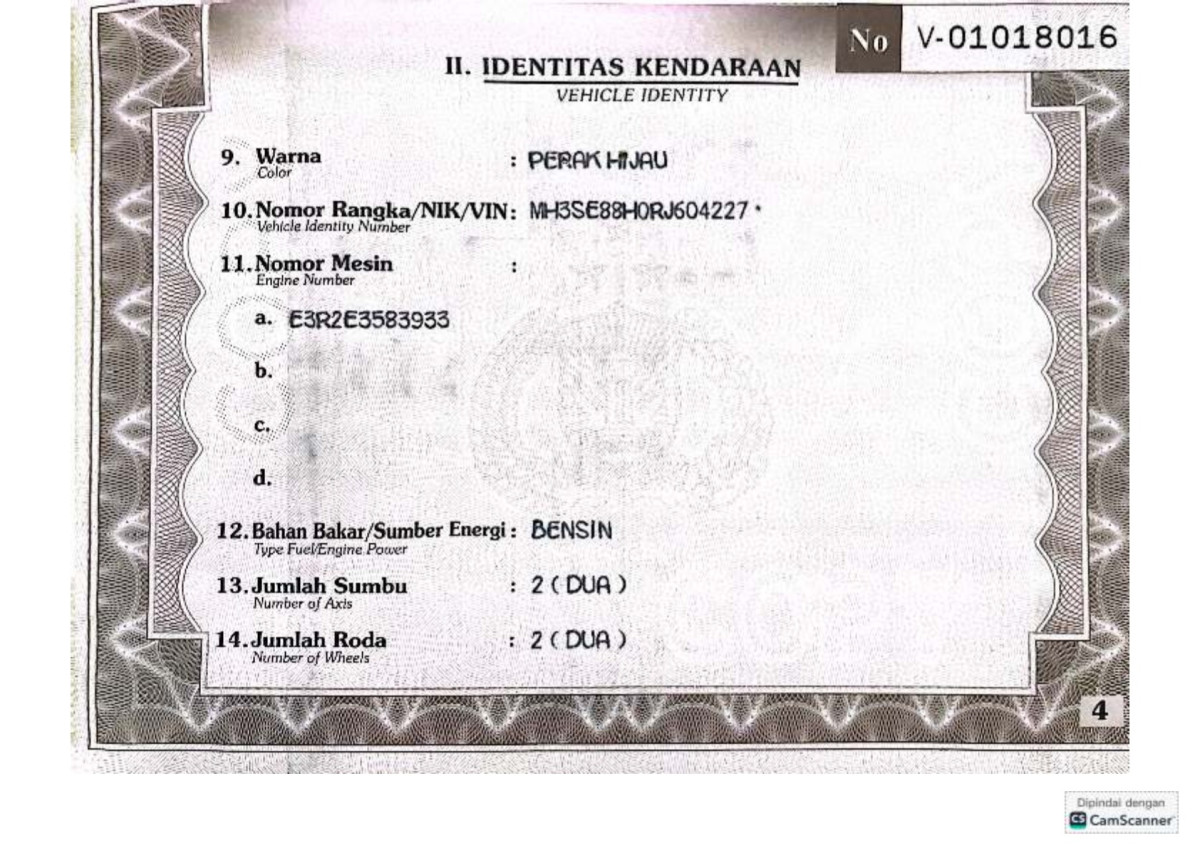 No V-01018016
II. IDENTITAS KENDARAAN
VEHICLE IDENTITY
9. Warna : PERAK HIJAU
Color
10. Nomor Rangka/NIK/VIN : MH3SE88H0RJ604227 *
Vehicle Identity Number
11. Nomor Mesin :
Engine Number
a. E3R2E3583933
b.
c.
d.
12. Bahan Bakar/Sumber Energi : BENSIN
Type Fuel/Engine Power
13. Jumlah Sumbu : 2 ( DUA )
Number of Axis
14. Jumlah Roda : 2 ( DUA )
Number of Wheels
4
Dipindai dengan
CS CamScanner